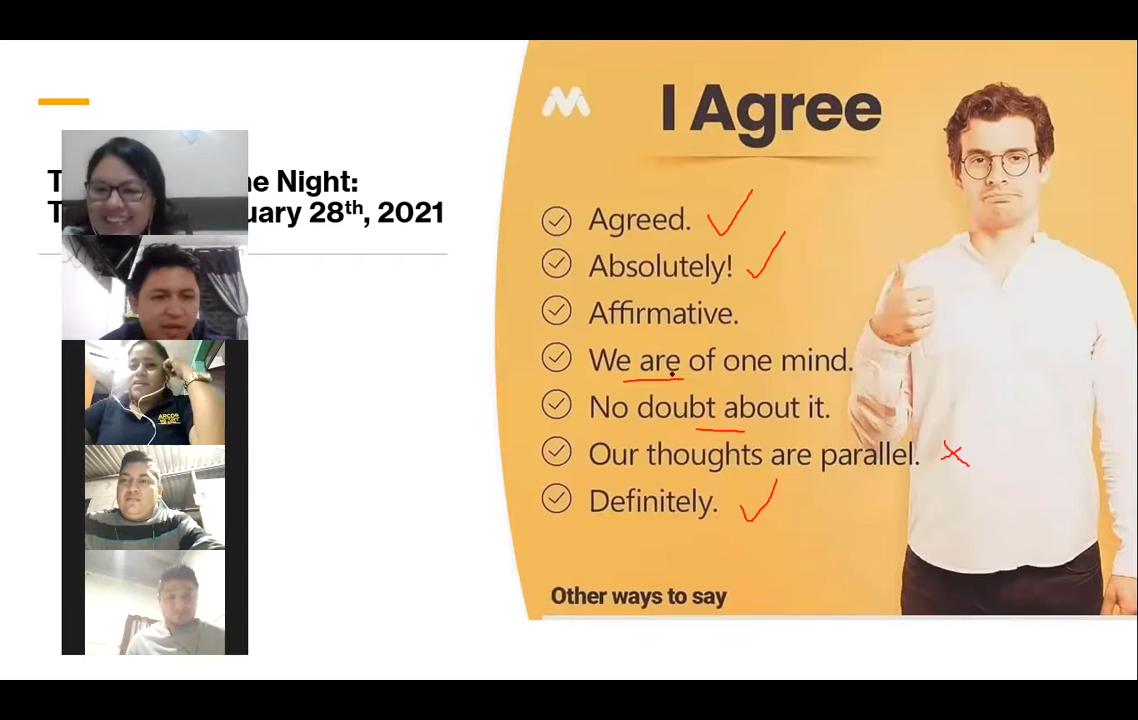 T ne Night:
T uary 28th, 2021
ARCOS
I Agree
Agreed.
Absolutely!
Affirmative.
We are of one mind.
No doubt about it.
Our thoughts are parallel.
Definitely.
Other ways to say